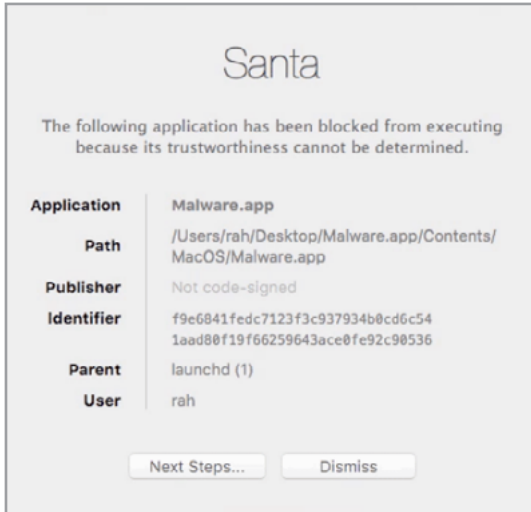 Santa
The following application has been blocked from executing
because its trustworthiness cannot be determined.
Application Malware.app
Path /Users/rah/Desktop/Malware.app/Contents/
MacOS/Malware.app
Publisher Not code-signed
Identifier f9e6841fedc7123f3c937934b0cd6c54
1aad80f19f66259643ace0fe92c90536
Parent launchd (1)
User rah
Next Steps... Dismiss